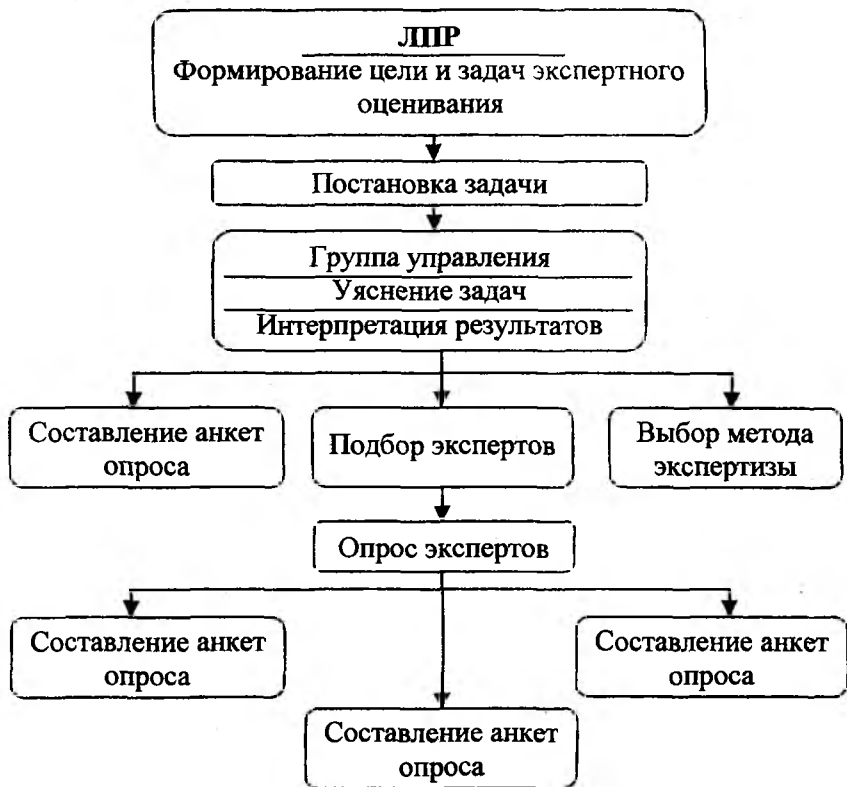 ЛПР
Формирование цели и задач экспертного
оценивания
Постановка задачи
Группа управления
Уяснение задач
Интерпретация результатов
Составление анкет
опроса
Подбор экспертов
Выбор метода
экспертизы
Опрос экспертов
Составление анкет
опроса
Составление анкет
опроса
Составление анкет
опроса